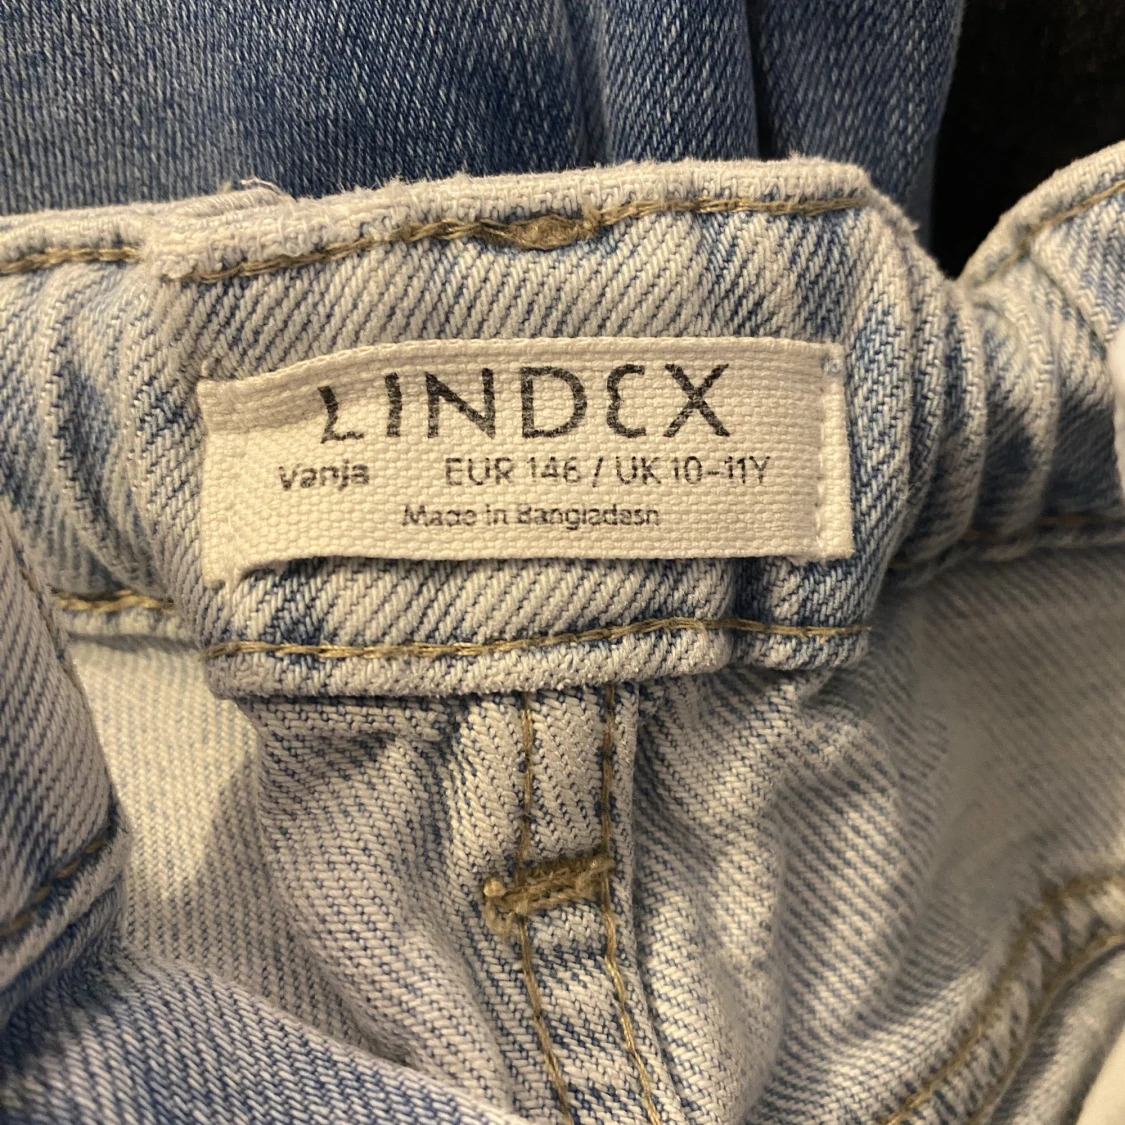 LINDEX
Vanja EUR 146 / UK 10-11Y
Made in Bangladesh